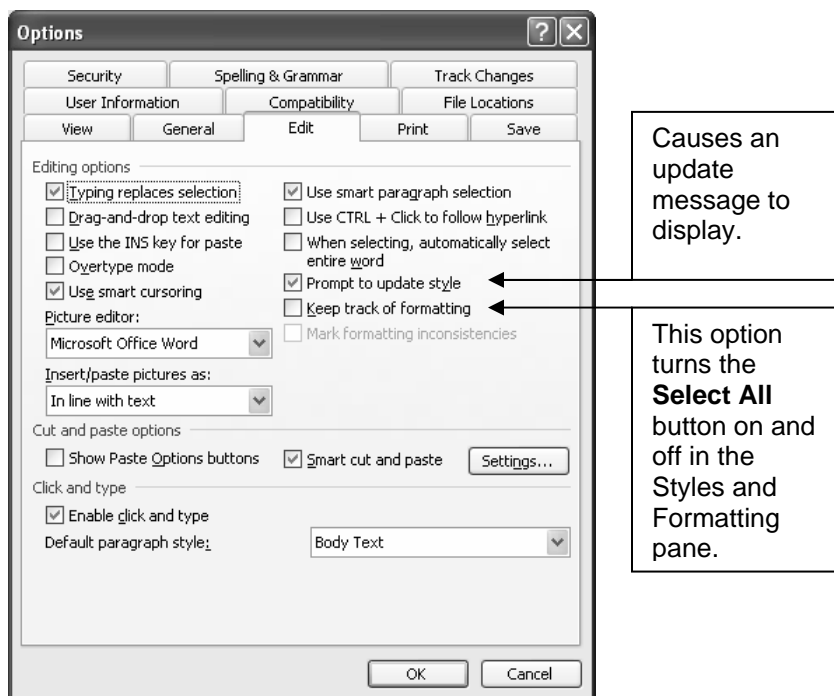 Options
Security Spelling & Grammar Track Changes
User Information Compatibility File Locations
View General Edit Print Save
Editing options
Typing replaces selection
Drag-and-drop text editing
Use the INS key for paste
Overtype mode
Use smart cursoring
Picture editor:
Microsoft Office Word
Insert/paste pictures as:
In line with text
Use smart paragraph selection
Use CTRL + Click to follow hyperlink
When selecting, automatically select
entire word
Prompt to update style
Keep track of formatting
Mark formatting inconsistencies
Cut and paste options
Show Paste Options buttons Smart cut and paste Settings...
Click and type
Enable click and type
Default paragraph style: Body Text
OK Cancel
Causes an
update
message to
display.
This option
turns the
Select All
button on and
off in the
Styles and
Formatting
pane.